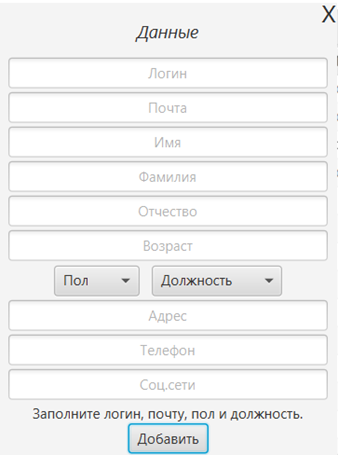 X
Данные
Логин
Почта
Имя
Фамилия
Отчество
Возраст
Пол Должность
Адрес
Телефон
Соц.сети
Заполните логин, почту, пол и должность.
Добавить